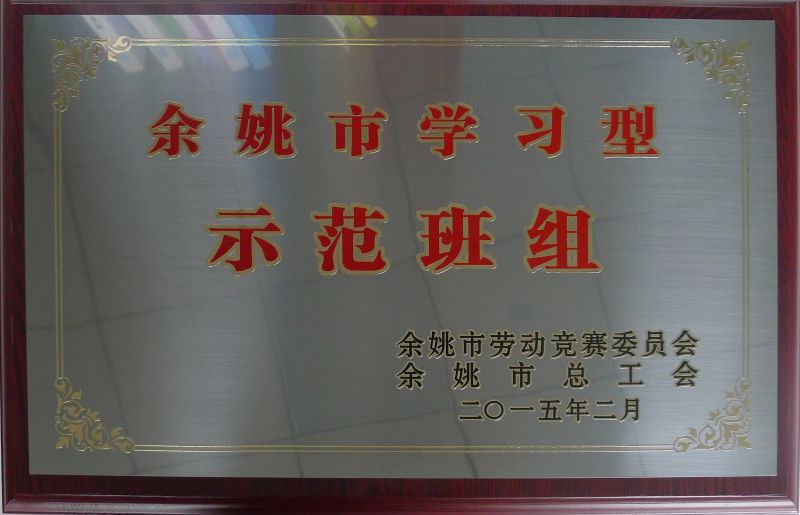 余姚市学习型
示范班组
余姚市劳动竞赛委员会
余姚市总工会
二〇一五年二月